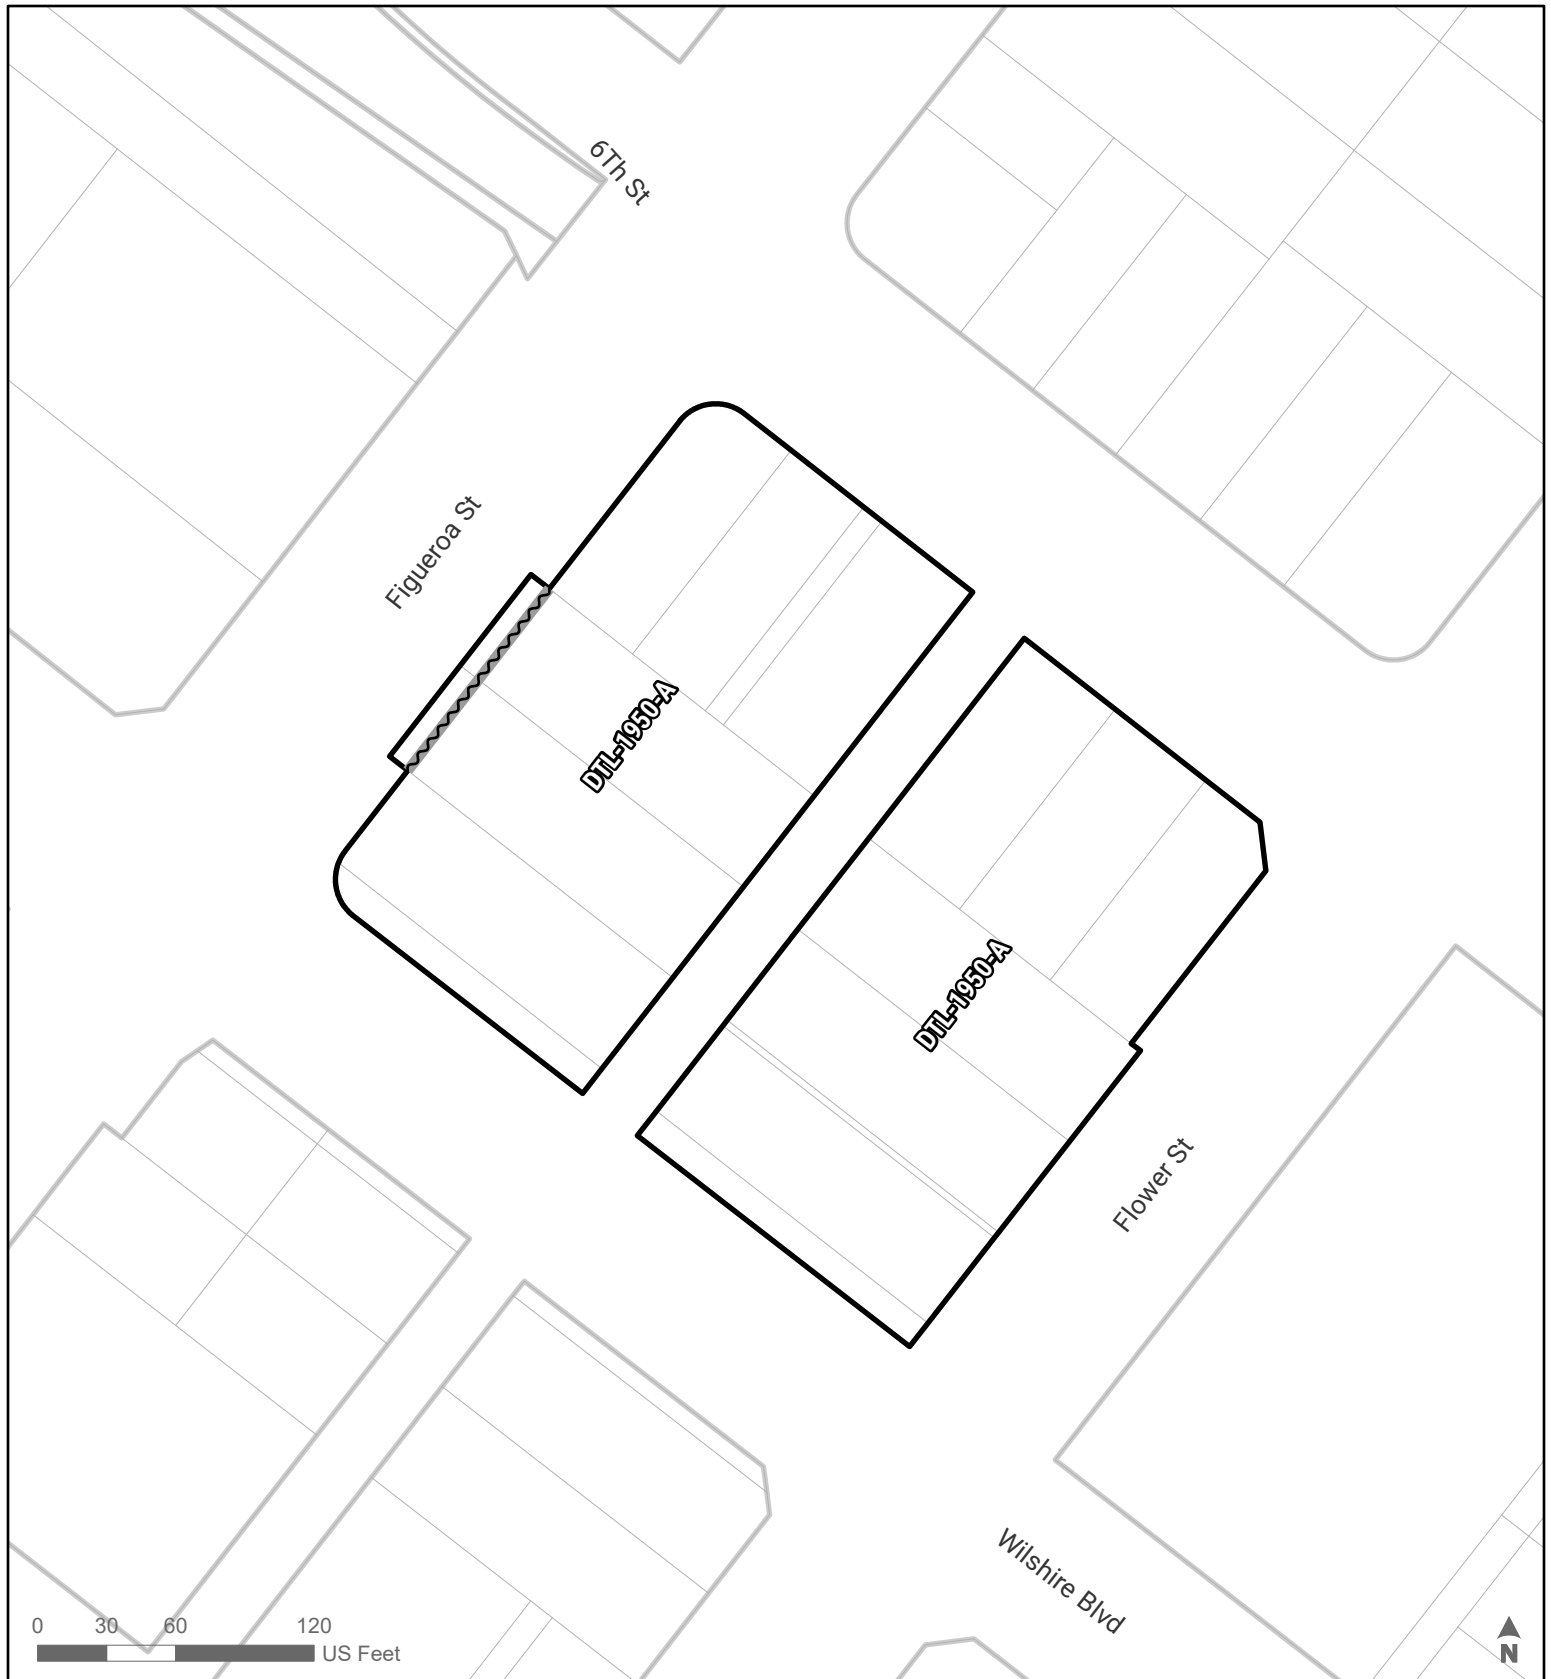 6Th St
Figueroa St
DTL-1950-A
DTL-1950-A
Flower St
Wilshire Blvd
0 30 60 120
US Feet
N